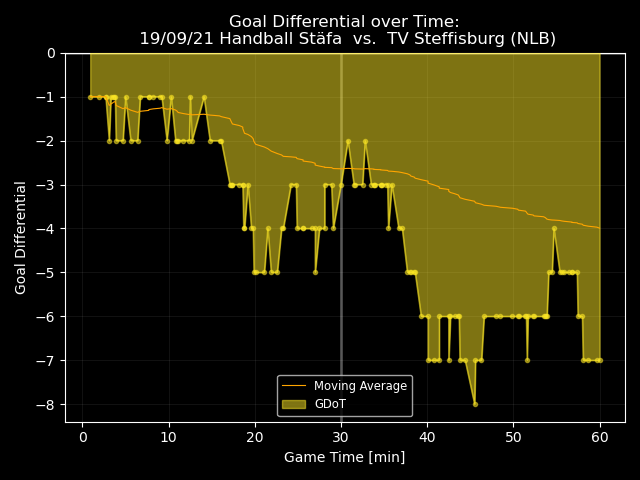 Goal Differential over Time:
19/09/21 Handball Stäfa  vs.  TV Steffisburg (NLB)
0
−1
−2
−3
−4
−5
−6
−7
−8
Goal Differential
Moving Average
GDoT
0 10 20 30 40 50 60
Game Time [min]